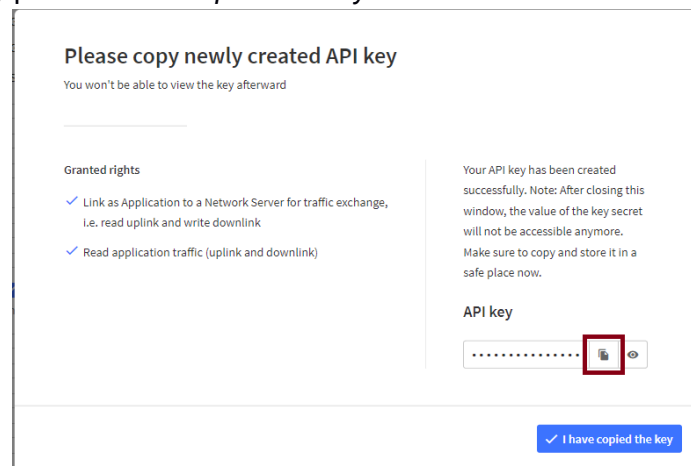 Please copy newly created API key
You won't be able to view the key afterward
Granted rights
Link as Application to a Network Server for traffic exchange,
i.e. read uplink and write downlink
Read application traffic (uplink and downlink)
Your API key has been created
successfully. Note: After closing this
window, the value of the key secret
will not be accessible anymore.
Make sure to copy and store it in a
safe place now.
API key
I have copied the key